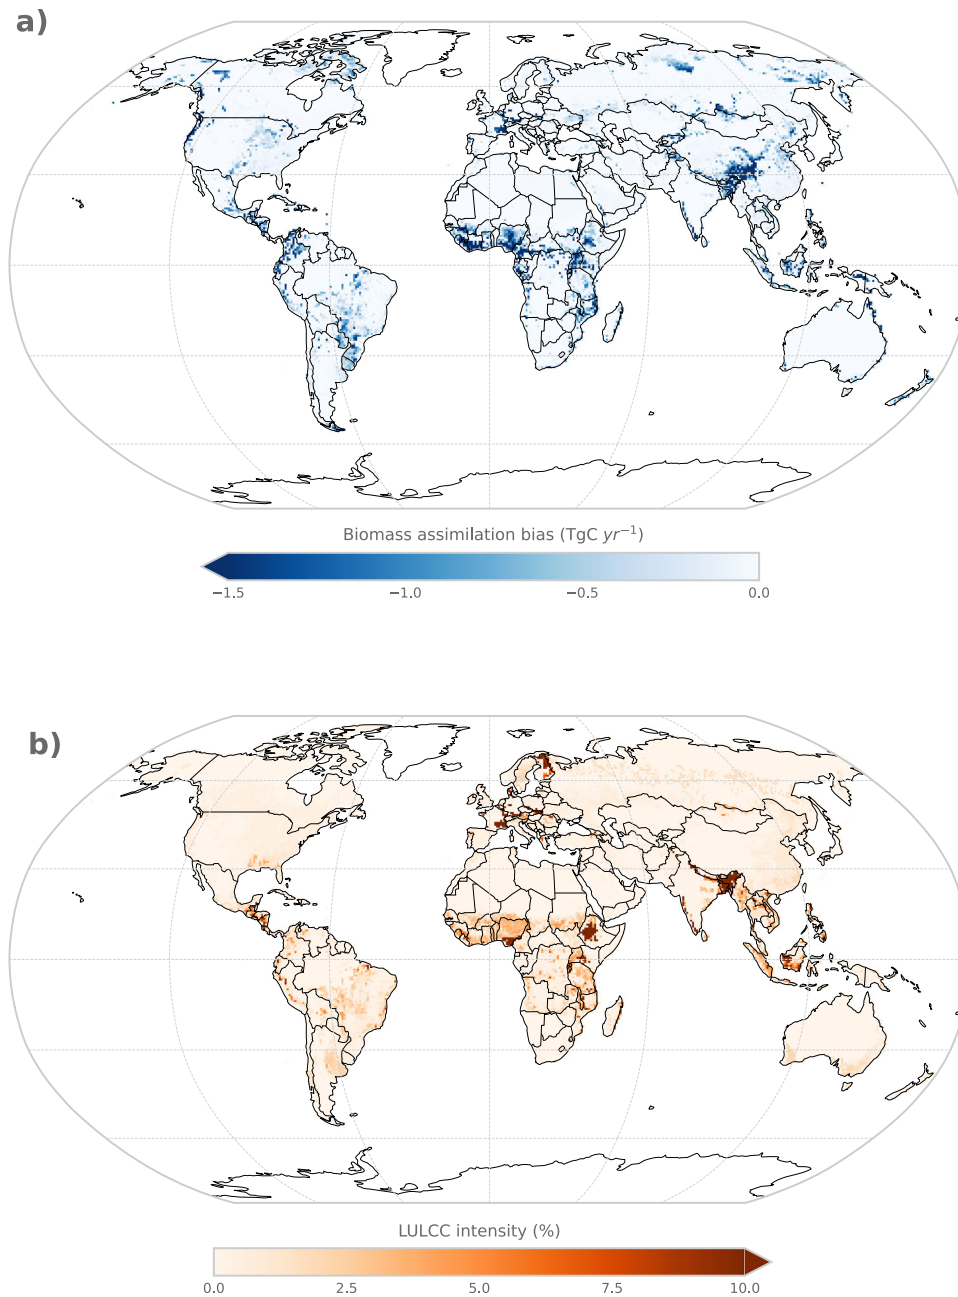 a)
Biomass assimilation bias (TgC yr⁻¹)
−1.5 −1.0 −0.5 0.0
b)
LULCC intensity (%)
0.0 2.5 5.0 7.5 10.0